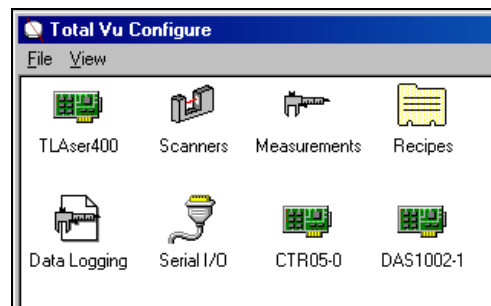 Total Vu Configure
File View
TLAser400 Scanners Measurements Recipes
Data Logging Serial I/O CTR05-0 DAS1002-1